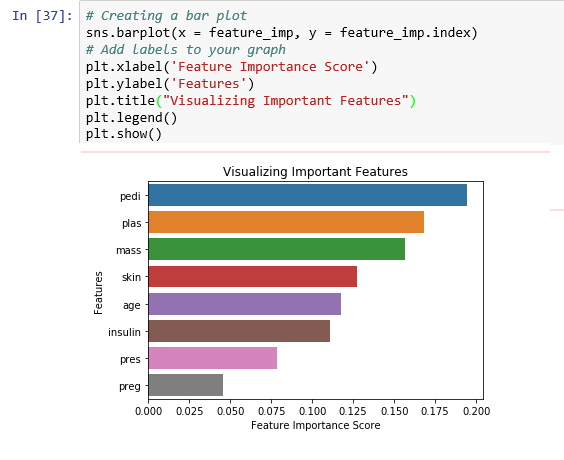 In [37]: # Creating a bar plot
sns.barplot(x = feature_imp, y = feature_imp.index)
# Add labels to your graph
plt.xlabel('Feature Importance Score')
plt.ylabel('Features')
plt.title("Visualizing Important Features")
plt.legend()
plt.show()
Visualizing Important Features
Features
pedi
plas
mass
skin
age
insulin
pres
preg
0.000 0.025 0.050 0.075 0.100 0.125 0.150 0.175 0.200
Feature Importance Score